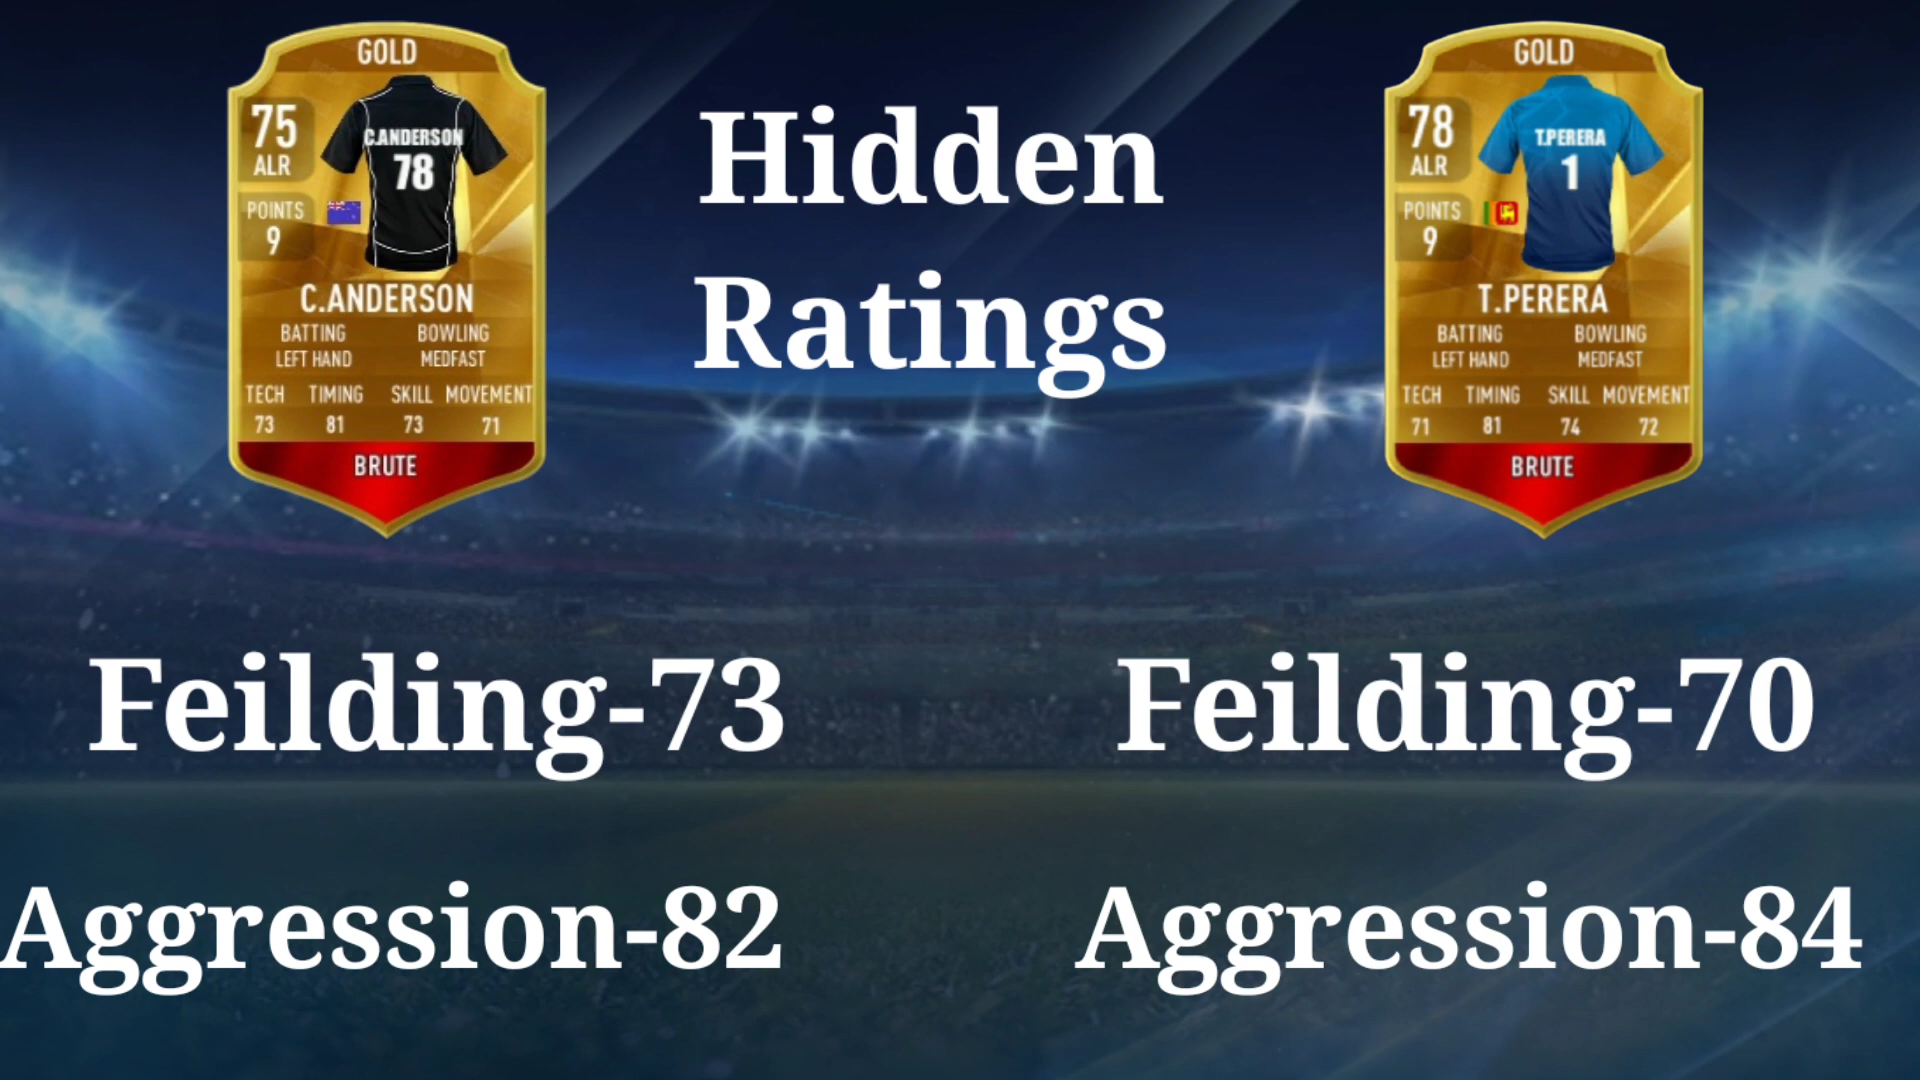 GOLD
75
ALR
POINTS
9
C.ANDERSON
78
C.ANDERSON
BATTING BOWLING
LEFT HAND MEDFAST
TECH TIMING SKILL MOVEMENT
73 81 73 71
BRUTE
Hidden
Ratings
GOLD
78
ALR
POINTS
9
T.PERERA
1
T.PERERA
BATTING BOWLING
LEFT HAND MEDFAST
TECH TIMING SKILL MOVEMENT
71 81 74 72
BRUTE
Feilding-73
Feilding-70
Aggression-82
Aggression-84